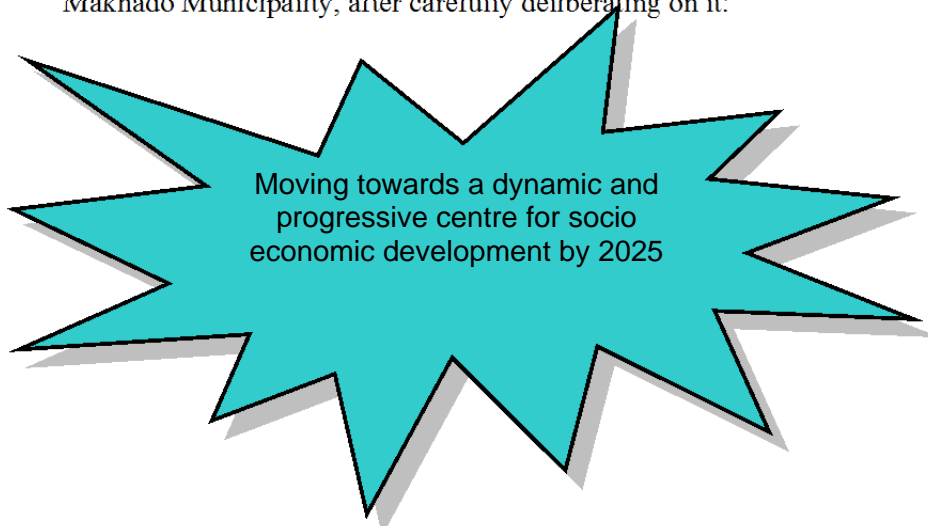 Makhado Municipality, after carefully deliberating on it:
Moving towards a dynamic and
progressive centre for socio
economic development by 2025